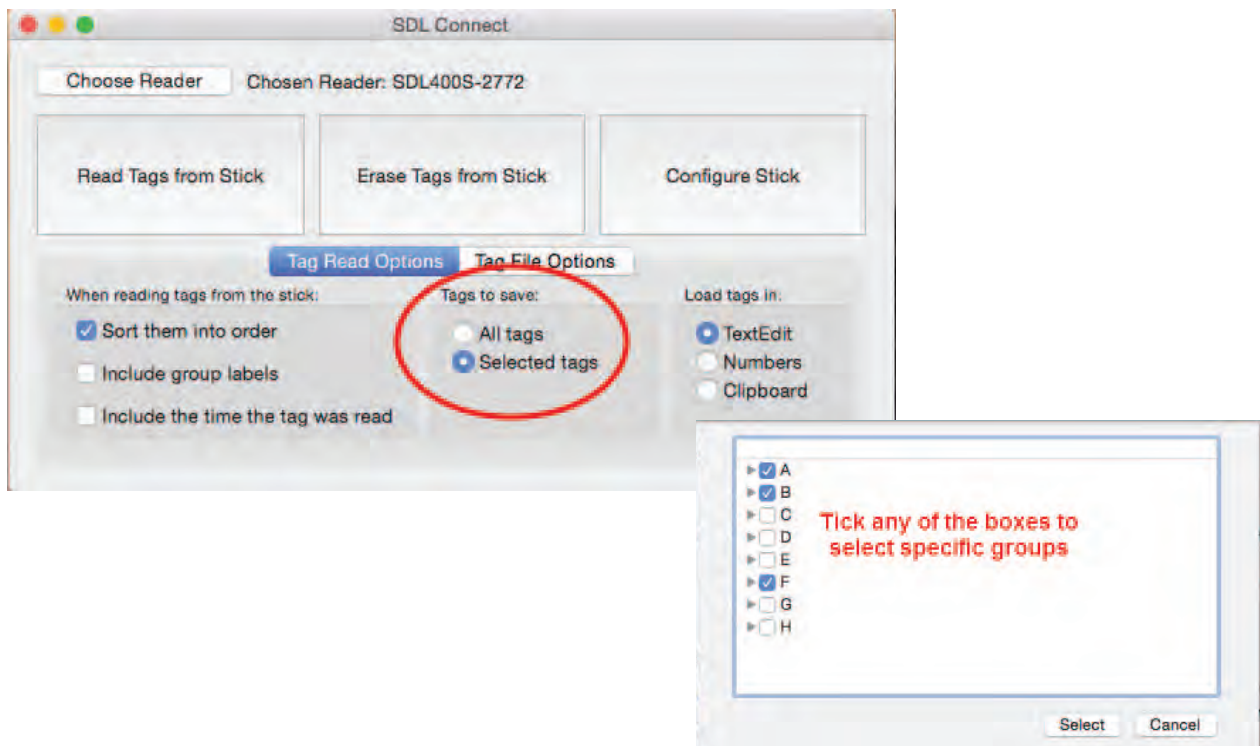 SDL Connect
Choose Reader Chosen Reader: SDL400S-2772
Read Tags from Stick Erase Tags from Stick Configure Stick
Tag Read Options Tag File Options
When reading tags from the stick: Tags to save: Load tags in:
Sort them into order All tags TextEdit
Include group labels Selected tags Numbers
Include the time the tag was read Clipboard
A
B
C
D
E
F
G
H
Tick any of the boxes to
select specific groups
Select Cancel